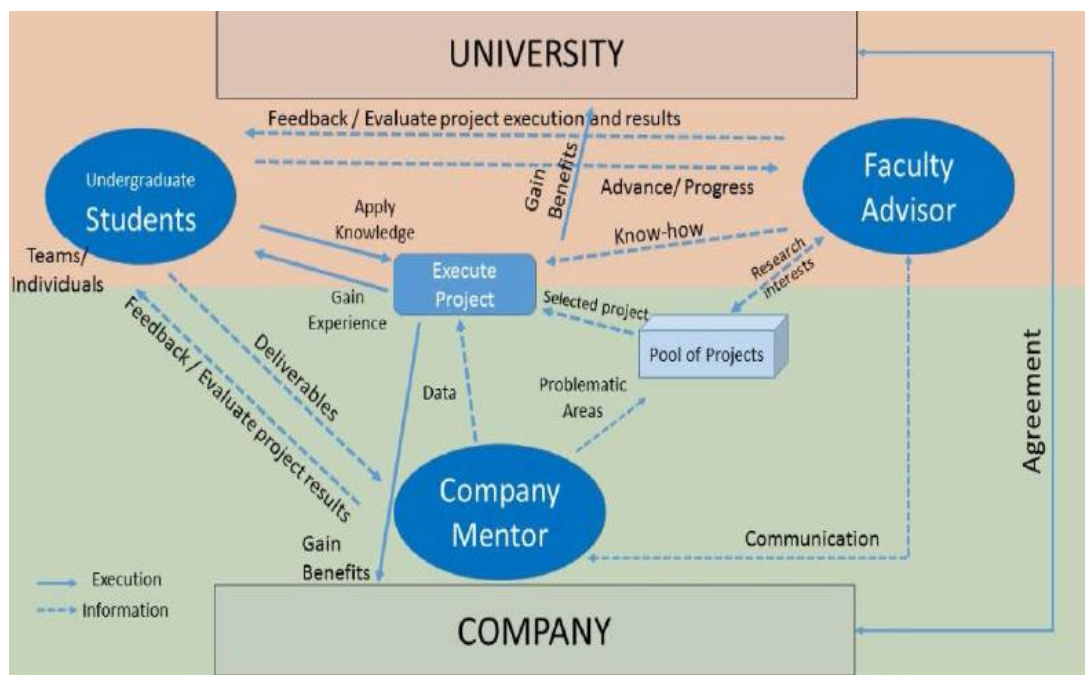 UNIVERSITY
Feedback / Evaluate project execution and results
Undergraduate
Students
Faculty
Advisor
Gain
Benefits
Advance/ Progress
Apply
Knowledge
Know-how
Teams/
Individuals
Execute
Project
Research
interests
Gain
Experience
Selected project
Pool of Projects
Deliverables
Feedback / Evaluate project results
Data
Problematic
Areas
Agreement
Company
Mentor
Communication
Gain
Benefits
Execution
Information
COMPANY